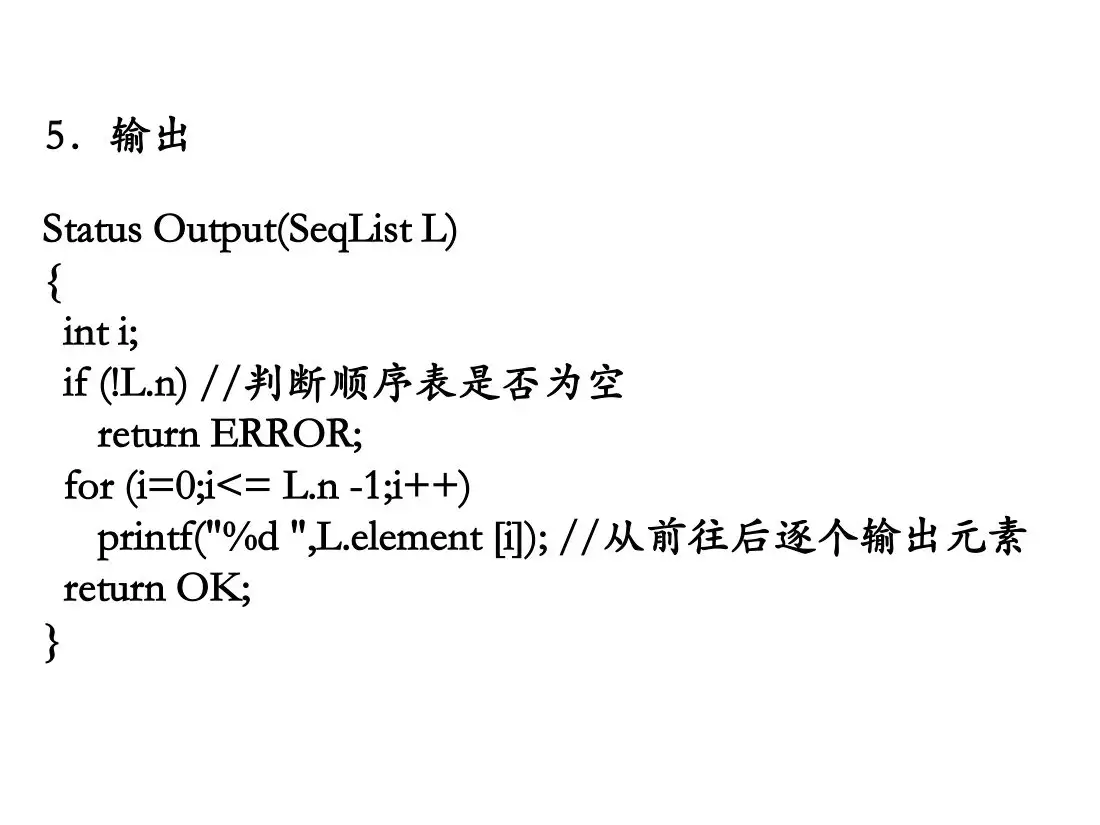 5. 输出
Status Output(SeqList L)
{
int i;
if (!L.n) //判断顺序表是否为空
return ERROR;
for (i=0;i<= L.n -1;i++)
printf("%d ",L.element [i]); //从前往后逐个输出元素
return OK;
}